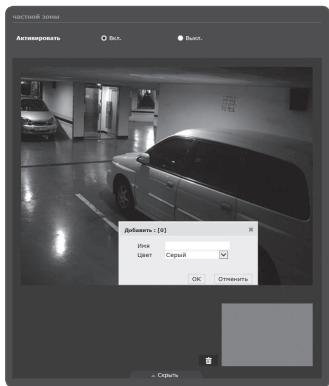 частной зоны
Активировать Вкл. Выкл.
Добавить : [0]
Имя
Цвет Серый
OK Отменить
Скрыть